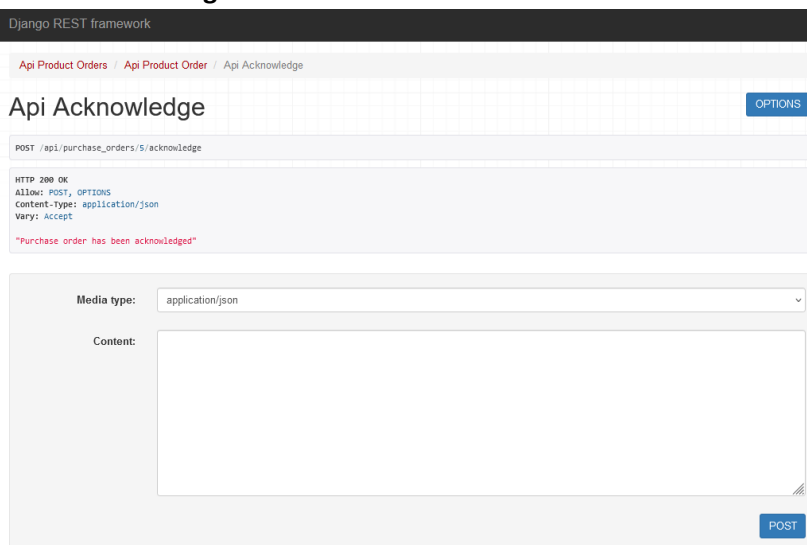 Django REST framework
Api Product Orders / Api Product Order / Api Acknowledge
Api Acknowledge
OPTIONS
POST /api/purchase_orders/5/acknowledge
HTTP 200 OK
Allow: POST, OPTIONS
Content-Type: application/json
Vary: Accept
"Purchase order has been acknowledged"
Media type:
application/json
Content:
POST